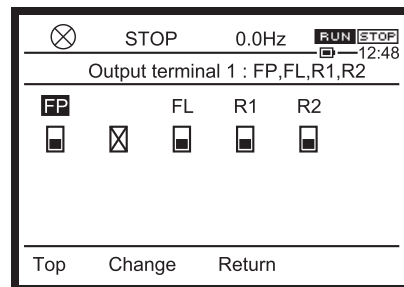 STOP 0.0Hz RUN STOP
12:48
Output terminal 1 : FP,FL,R1,R2
FP FL R1 R2
Top Change Return